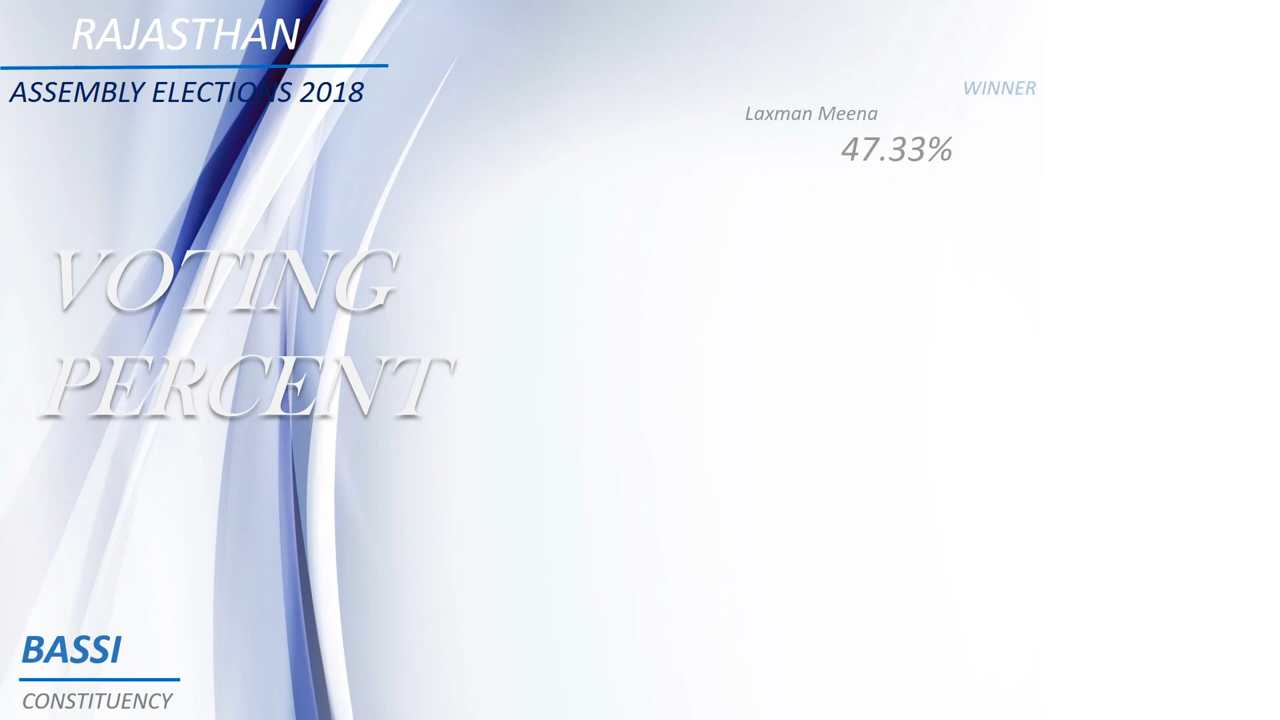 RAJASTHAN
ASSEMBLY ELECTIONS 2018
WINNER
Laxman Meena
47.33%
VOTING
PERCENT
BASSI
CONSTITUENCY